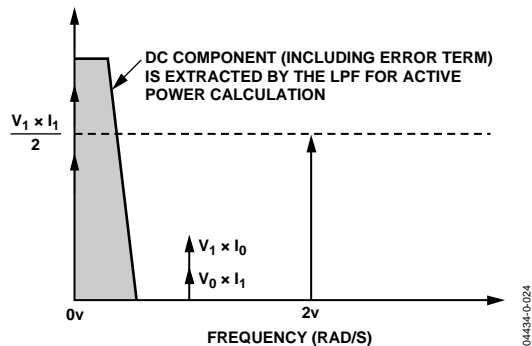 DC COMPONENT (INCLUDING ERROR TERM)
IS EXTRACTED BY THE LPF FOR ACTIVE
POWER CALCULATION
V₁ × I₁
2
V₁ × I₀
V₀ × I₁
0v
2v
FREQUENCY (RAD/S)
04434-0-024